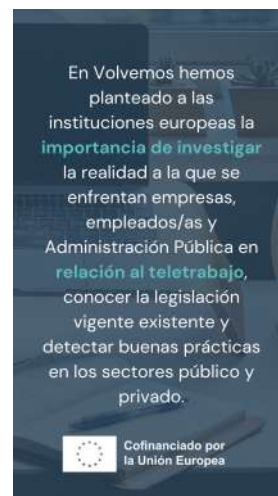 En Volvemos hemos
planteado a las
instituciones europeas la
importancia de investigar
la realidad a la que se
enfrentan empresas,
empleados/as y
Administración Pública en
relación al teletrabajo,
conocer la legislación
vigente existente y
detectar buenas prácticas
en los sectores público y
privado.
Cofinanciado por
la Unión Europea